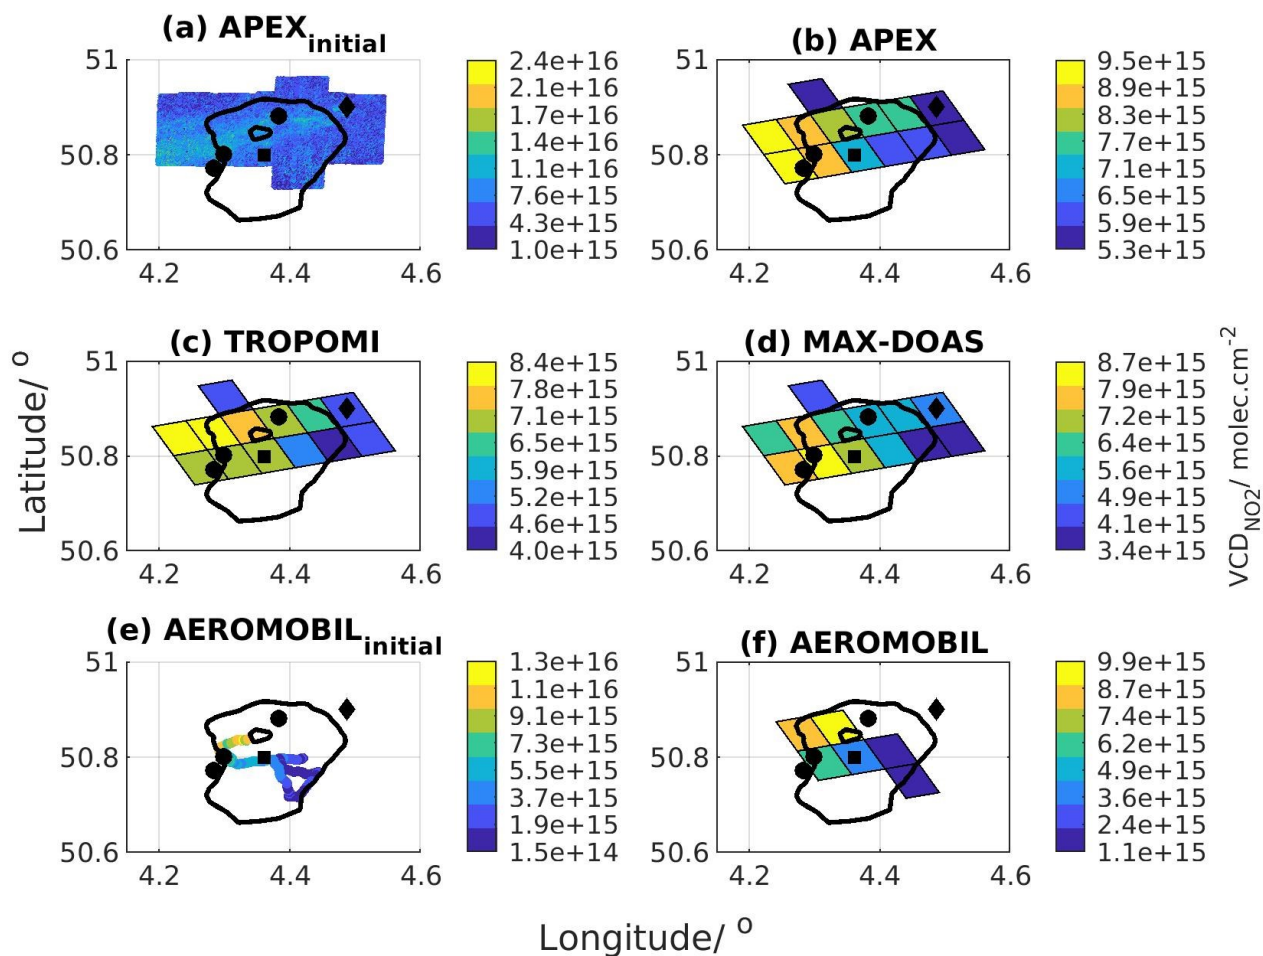 (a) APEX initial
51
50.8
50.6
4.2 4.4 4.6
2.4e+16
2.1e+16
1.7e+16
1.4e+16
1.1e+16
7.6e+15
4.3e+15
1.0e+15
(b) APEX
51
50.8
50.6
4.2 4.4 4.6
9.5e+15
8.9e+15
8.3e+15
7.7e+15
7.1e+15
6.5e+15
5.9e+15
5.3e+15
Latitude/ o
(c) TROPOMI
51
50.8
50.6
4.2 4.4 4.6
8.4e+15
7.8e+15
7.1e+15
6.5e+15
5.9e+15
5.2e+15
4.6e+15
4.0e+15
(d) MAX-DOAS
51
50.8
50.6
4.2 4.4 4.6
8.7e+15
7.9e+15
7.2e+15
6.4e+15
5.6e+15
4.9e+15
4.1e+15
3.4e+15
VCD NO2/ molec.cm-2
(e) AEROMOBIL initial
51
50.8
50.6
4.2 4.4 4.6
1.3e+16
1.1e+16
9.1e+15
7.3e+15
5.5e+15
3.7e+15
1.9e+15
1.5e+14
(f) AEROMOBIL
51
50.8
50.6
4.2 4.4 4.6
9.9e+15
8.7e+15
7.4e+15
6.2e+15
4.9e+15
3.6e+15
2.4e+15
1.1e+15
Longitude/ o